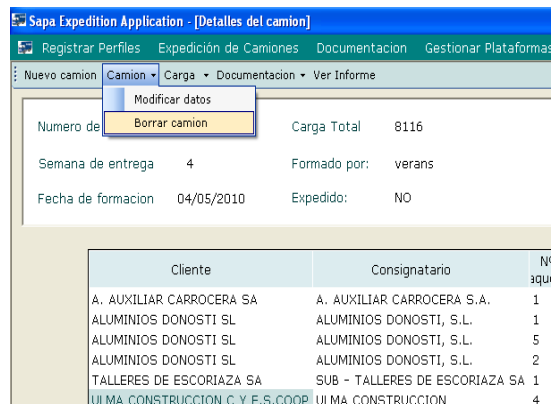 Sapa Expedition Application - [Detalles del camion]
Registrar Perfiles Expedición de Camiones Documentacion Gestionar Plataformas
Nuevo camion Camion Carga Documentacion Ver Informe
Modificar datos
Borrar camion
Numero de Carga Total 8116
Semana de entrega 4 Formado por: verans
Fecha de formacion 04/05/2010 Expedido: NO
Cliente Consignatario Nº
A. AUXILIAR CARROCERA SA A. AUXILIAR CARROCERA S.A. 1
ALUMINIOS DONOSTI SL ALUMINIOS DONOSTI, S.L. 1
ALUMINIOS DONOSTI SL ALUMINIOS DONOSTI, S.L. 5
ALUMINIOS DONOSTI SL ALUMINIOS DONOSTI, S.L. 2
TALLERES DE ESCORIAZA SA SUB - TALLERES DE ESCORIAZA SA 1
ULMA CONSTRUCCION C Y E.S.COOP ULMA CONSTRUCCION 4